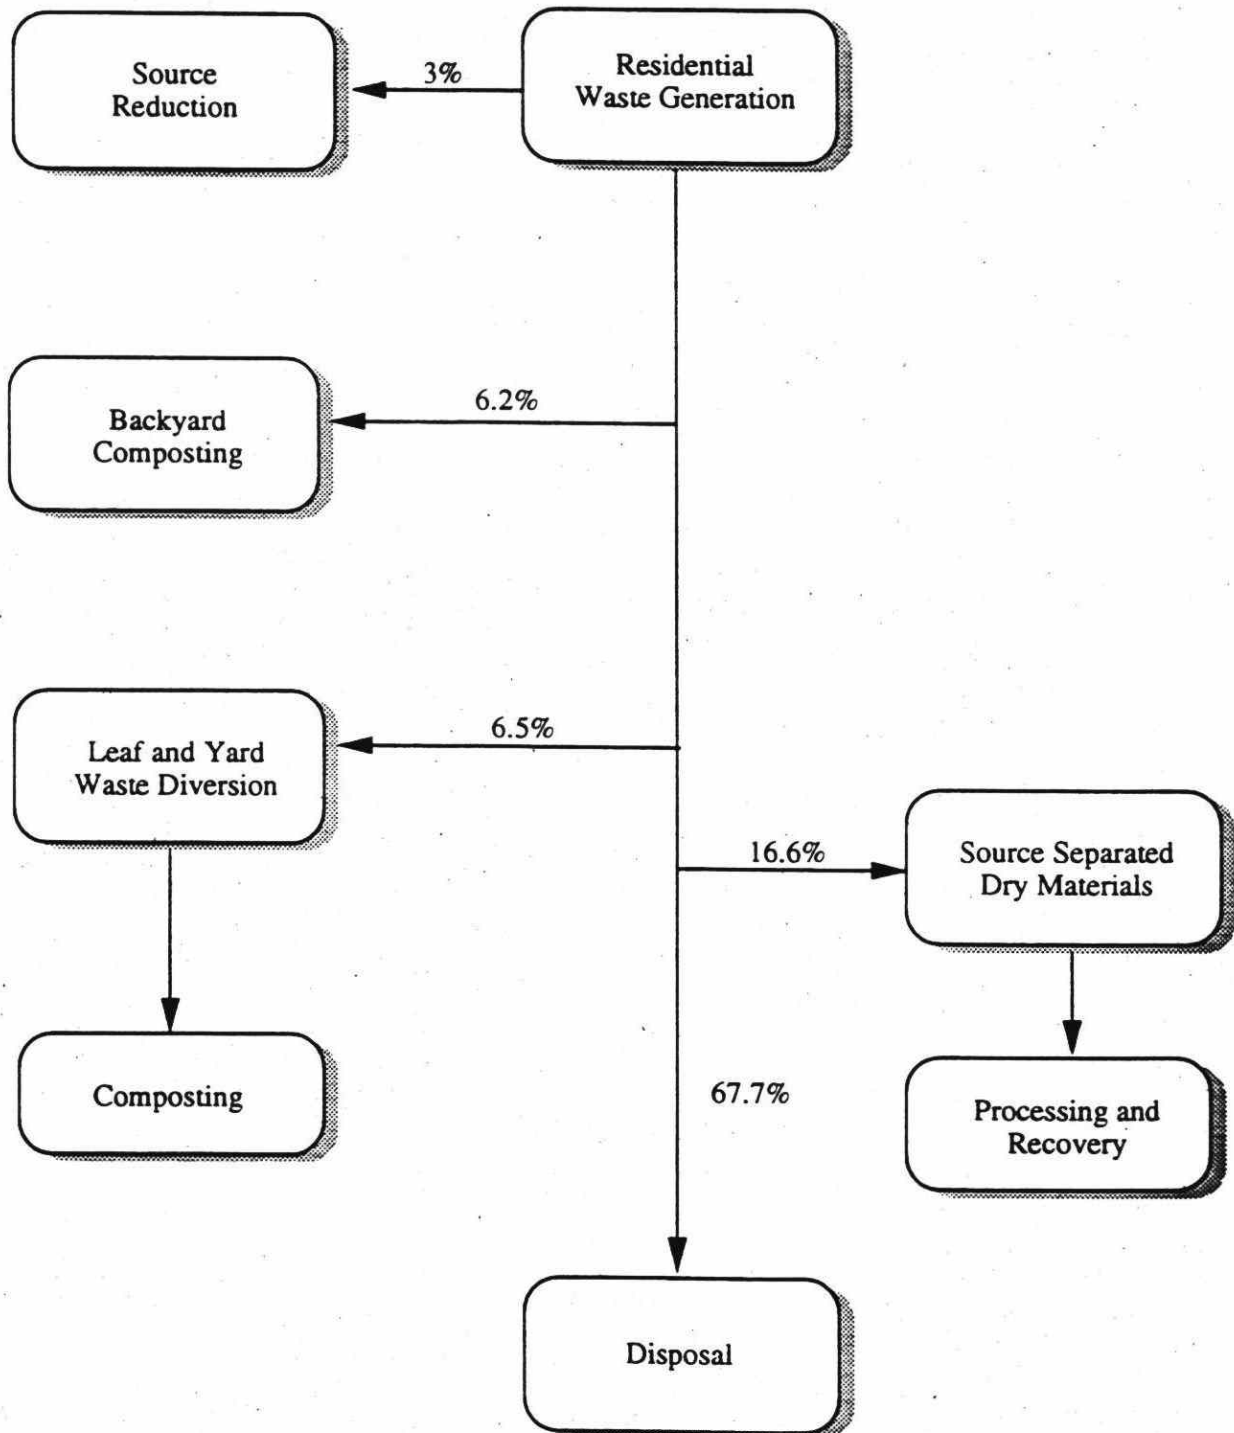 Source
Reduction
3%
Residential
Waste Generation
Backyard
Composting
6.2%
Leaf and Yard
Waste Diversion
6.5%
16.6%
Source Separated
Dry Materials
Composting
67.7%
Processing and
Recovery
Disposal